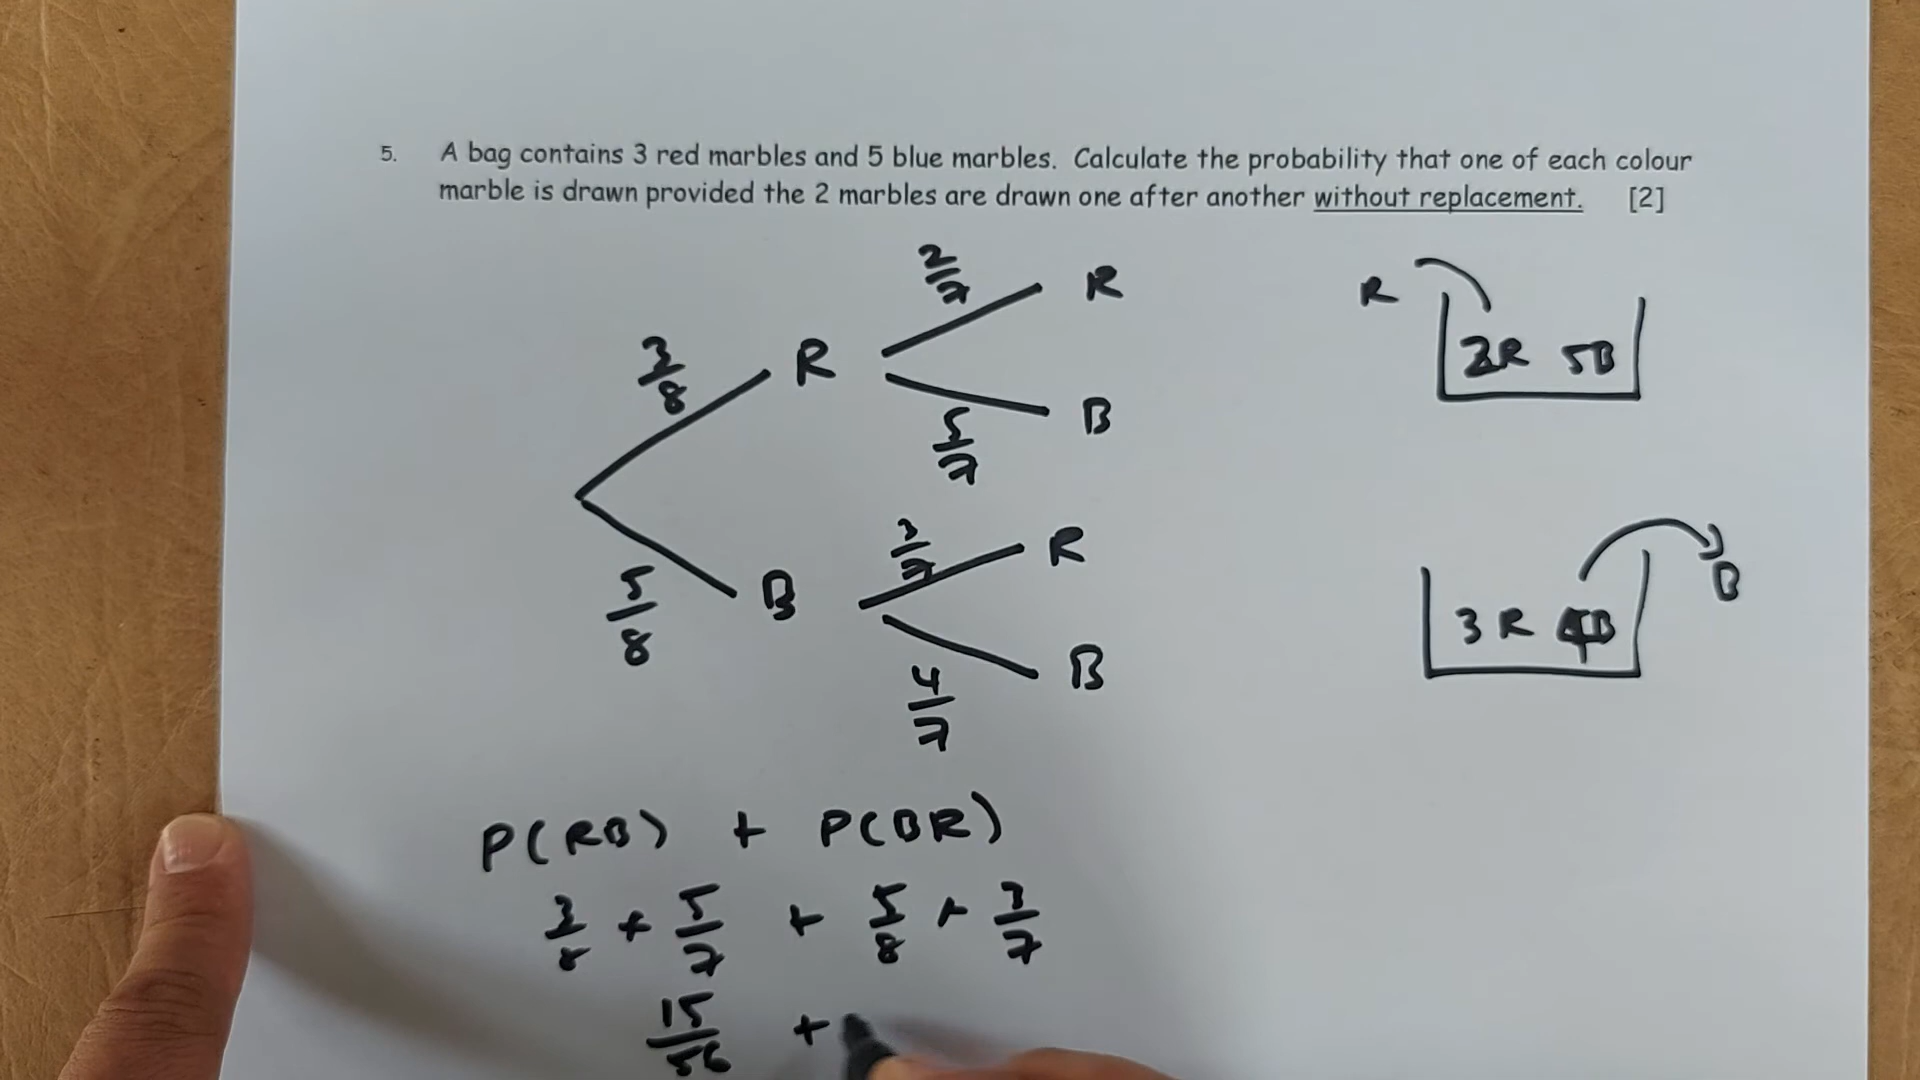 5. A bag contains 3 red marbles and 5 blue marbles. Calculate the probability that one of each colour
marble is drawn provided the 2 marbles are drawn one after another without replacement. [2]
2/7 R
R
3/8 R
2R 5B
5/7 B
3/7 R
5/8 B
B
3 R 4B
4/7 B
P(RB) + P(BR)
3/8 + 5/7 + 5/8 + 3/7
15/56 +